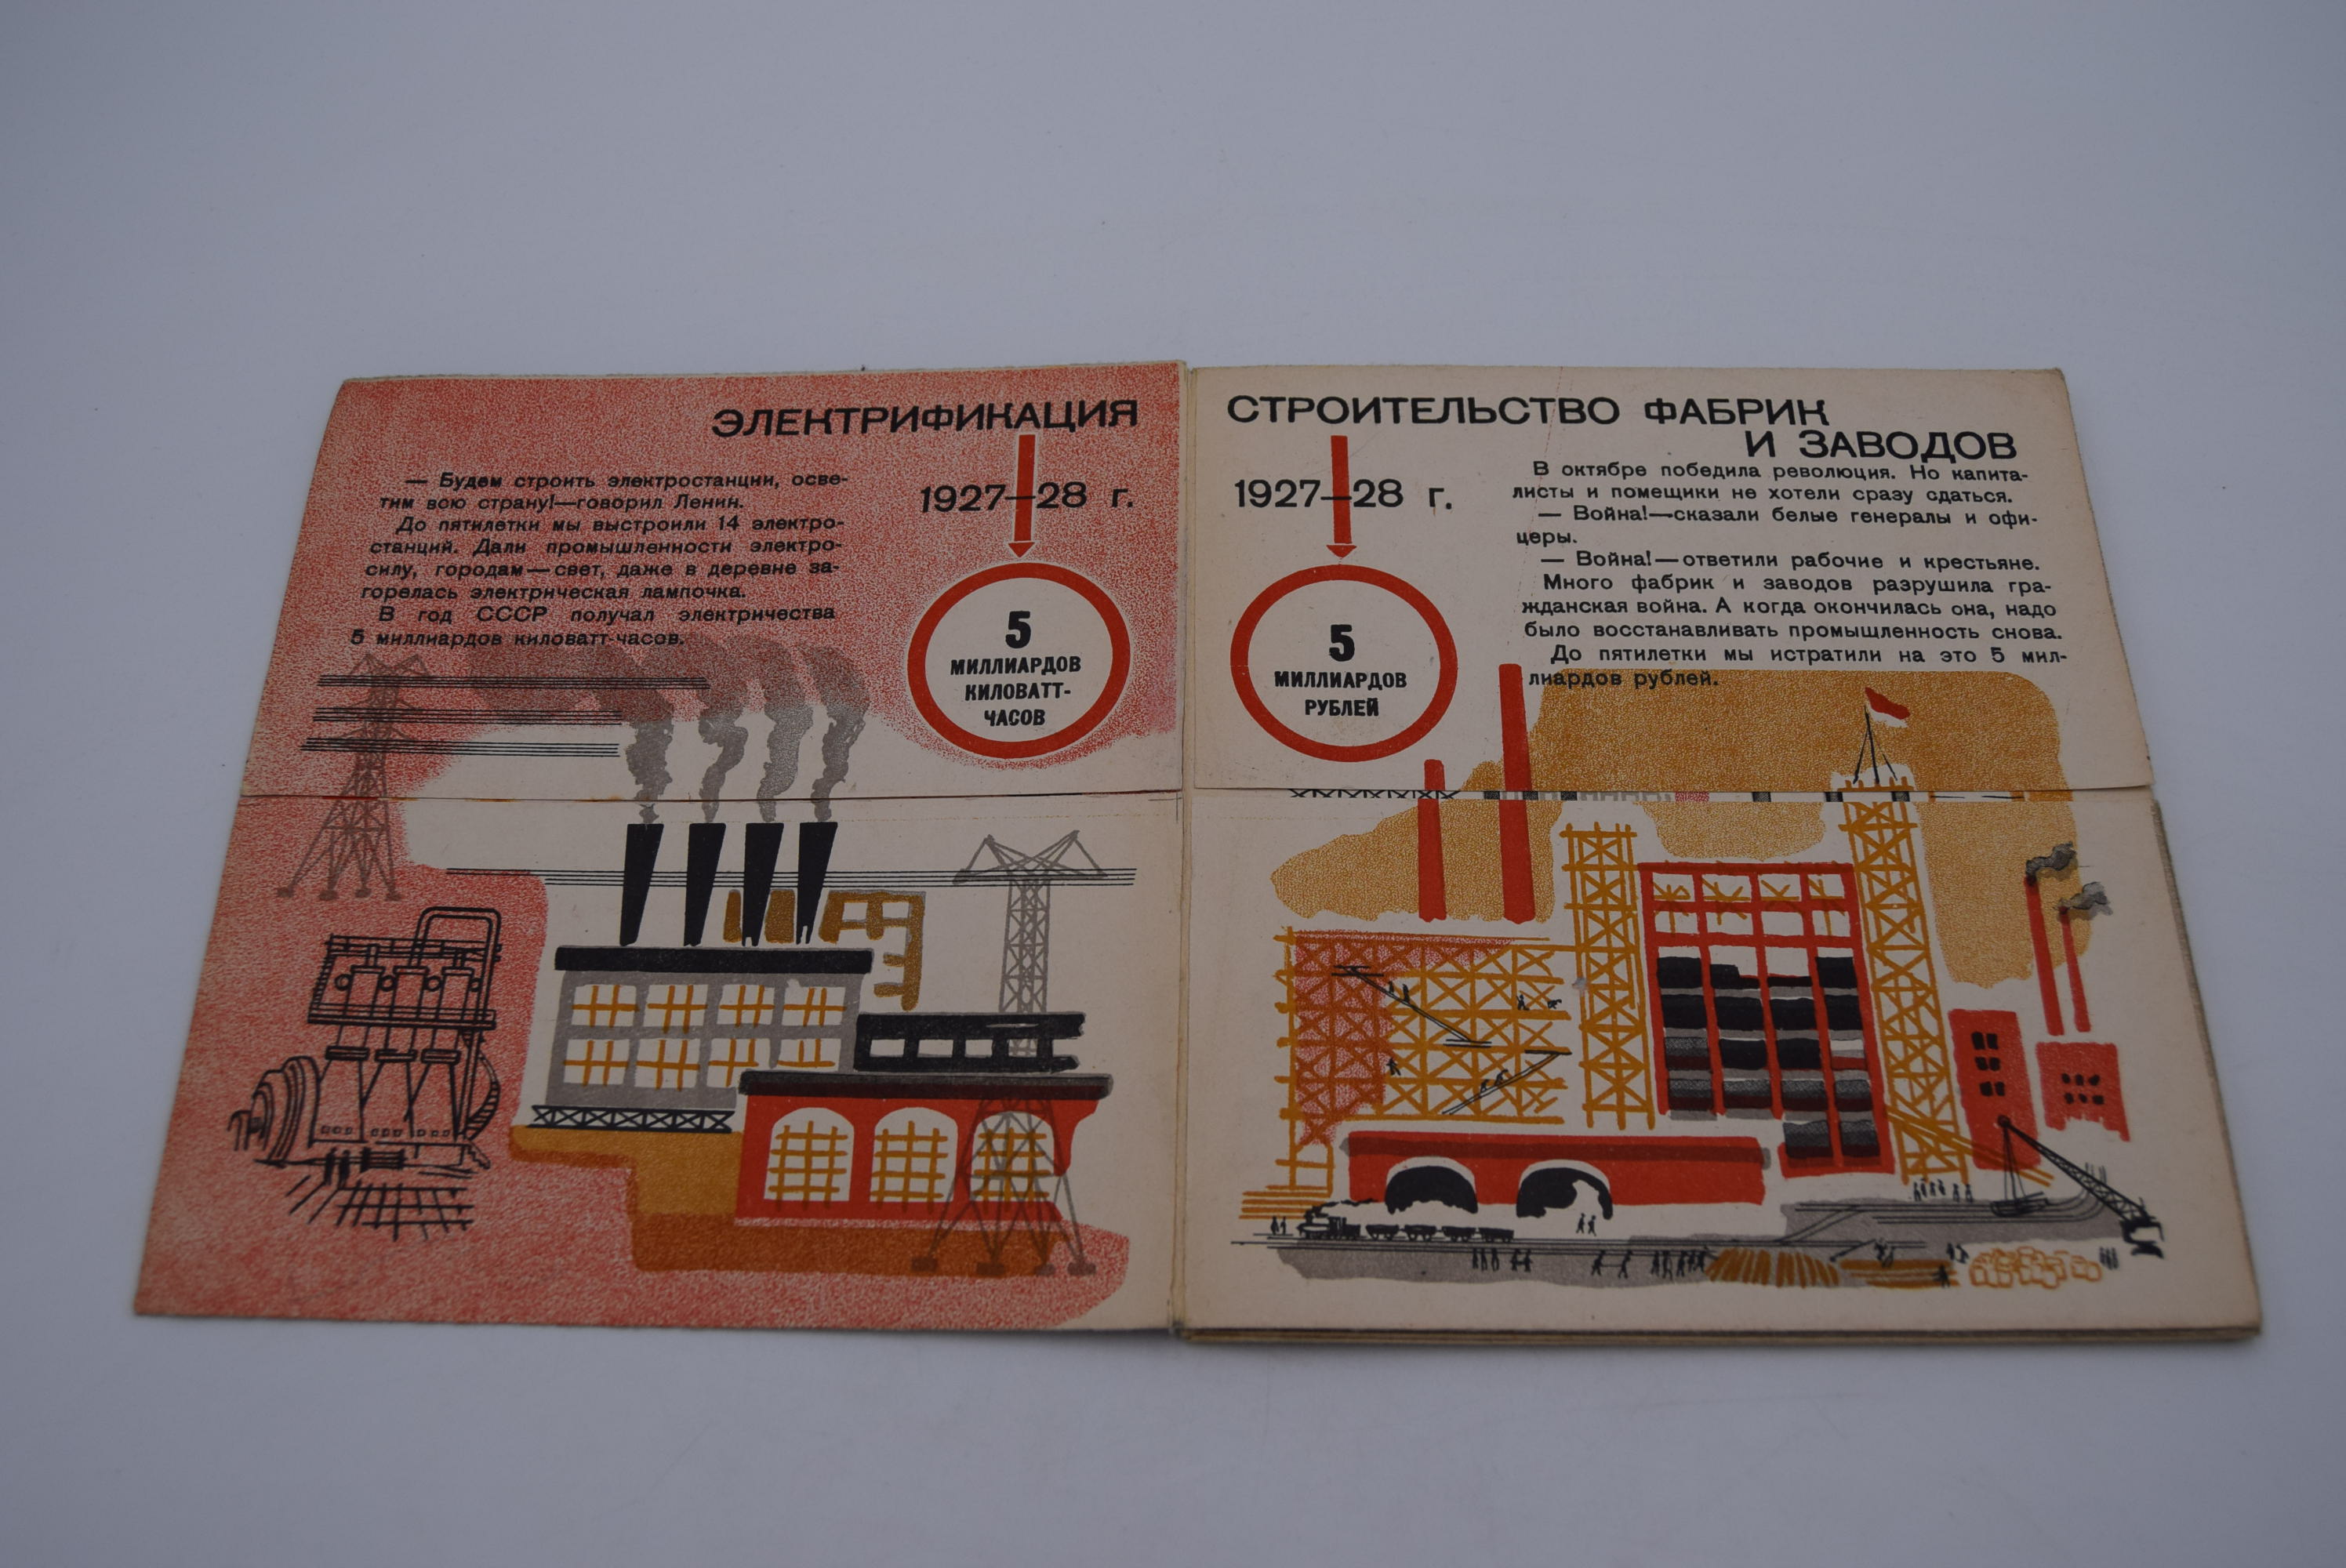 ЭЛЕКТРИФИКАЦИЯ
— Будем строить электростанции, осве-
тим всю страну!—говорил Ленин.
До пятилетки мы выстроили 14 электро-
станций. Дали промышленности электро-
силу, городам—свет, даже в деревне за-
горелась электрическая лампочка.
В год СССР получал электричества
5 миллиардов киловатт-часов.
1927—28 г.
5
МИЛЛИАРДОВ
КИЛОВАТТ-
ЧАСОВ
СТРОИТЕЛЬСТВО ФАБРИК
И ЗАВОДОВ
1927—28 г.
5
МИЛЛИАРДОВ
РУБЛЕЙ
В октябре победила революция. Но капита-
листы и помещики не хотели сразу сдаться.
— Война!—сказали белые генералы и офи-
церы.
— Война!—ответили рабочие и крестьяне.
Много фабрик и заводов разрушила гра-
жданская война. А когда окончилась она, надо
было восстанавливать промыщленность снова.
До пятилетки мы истратили на это 5 мил-
лиардов рублей.